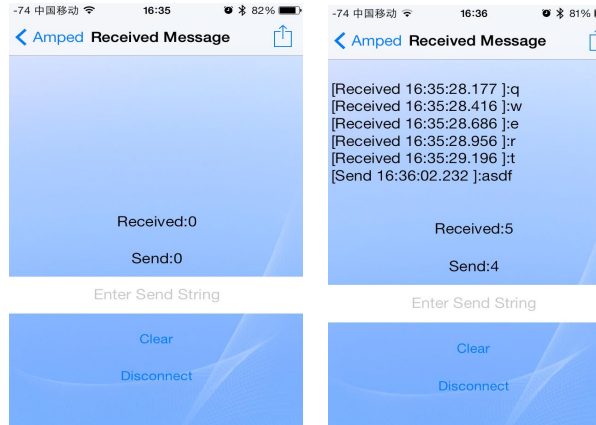 -74 中国移动 16:35 82%
Amped Received Message
Received:0
Send:0
Enter Send String
Clear
Disconnect
-74 中国移动 16:36 81%
Amped Received Message
[Received 16:35:28.177 ]:q
[Received 16:35:28.416 ]:w
[Received 16:35:28.686 ]:e
[Received 16:35:28.956 ]:r
[Received 16:35:29.196 ]:t
[Send 16:36:02.232 ]:asdf
Received:5
Send:4
Enter Send String
Clear
Disconnect